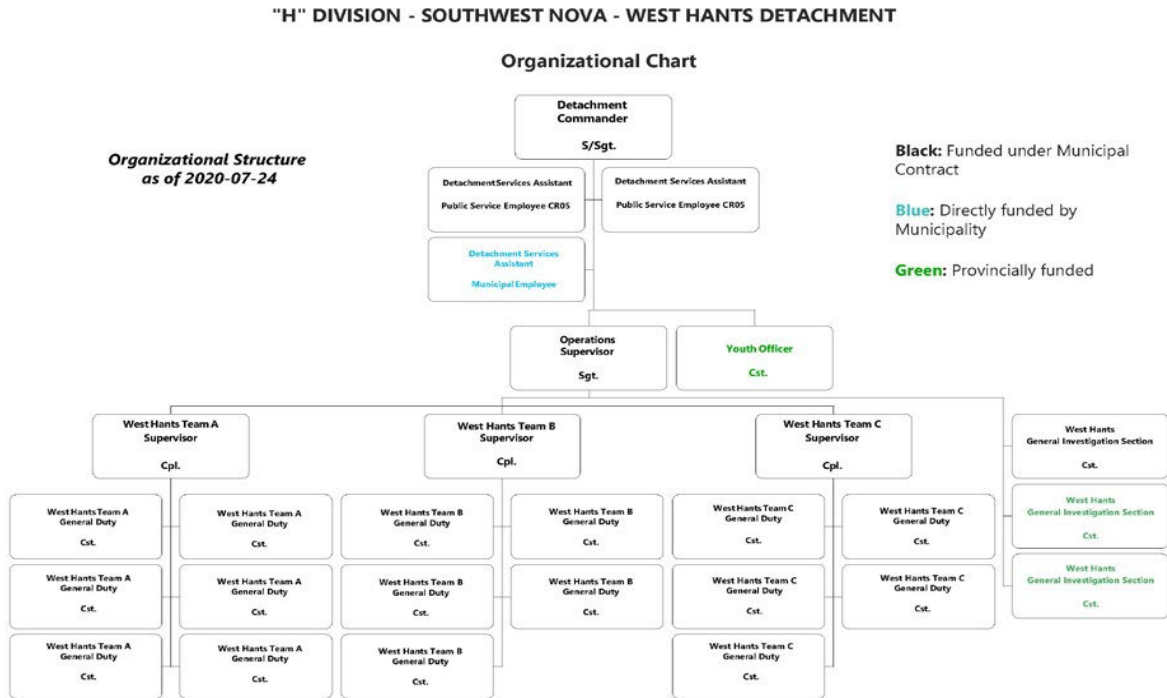 "H" DIVISION - SOUTHWEST NOVA - WEST HANTS DETACHMENT
Organizational Chart
Organizational Structure
as of 2020-07-24
Black: Funded under Municipal
Contract
Blue: Directly funded by
Municipality
Green: Provincially funded
Detachment
Commander
S/Sgt.
Detachment Services Assistant
Public Service Employee CR05
Detachment Services Assistant
Public Service Employee CR05
Detachment Services
Assistant
Municipal Employee
Operations
Supervisor
Sgt.
Youth Officer
Cst.
West Hants Team A
Supervisor
Cpl.
West Hants Team B
Supervisor
Cpl.
West Hants Team C
Supervisor
Cpl.
West Hants
General Investigation Section
Cst.
West Hants Team A
General Duty
Cst.
West Hants Team A
General Duty
Cst.
West Hants Team B
General Duty
Cst.
West Hants Team B
General Duty
Cst.
West Hants Team C
General Duty
Cst.
West Hants Team C
General Duty
Cst.
West Hants
General Investigation Section
Cst.
West Hants Team A
General Duty
Cst.
West Hants Team A
General Duty
Cst.
West Hants Team B
General Duty
Cst.
West Hants Team B
General Duty
Cst.
West Hants Team C
General Duty
Cst.
West Hants Team C
General Duty
Cst.
West Hants
General Investigation Section
Cst.
West Hants Team A
General Duty
Cst.
West Hants Team A
General Duty
Cst.
West Hants Team B
General Duty
Cst.
West Hants Team C
General Duty
Cst.